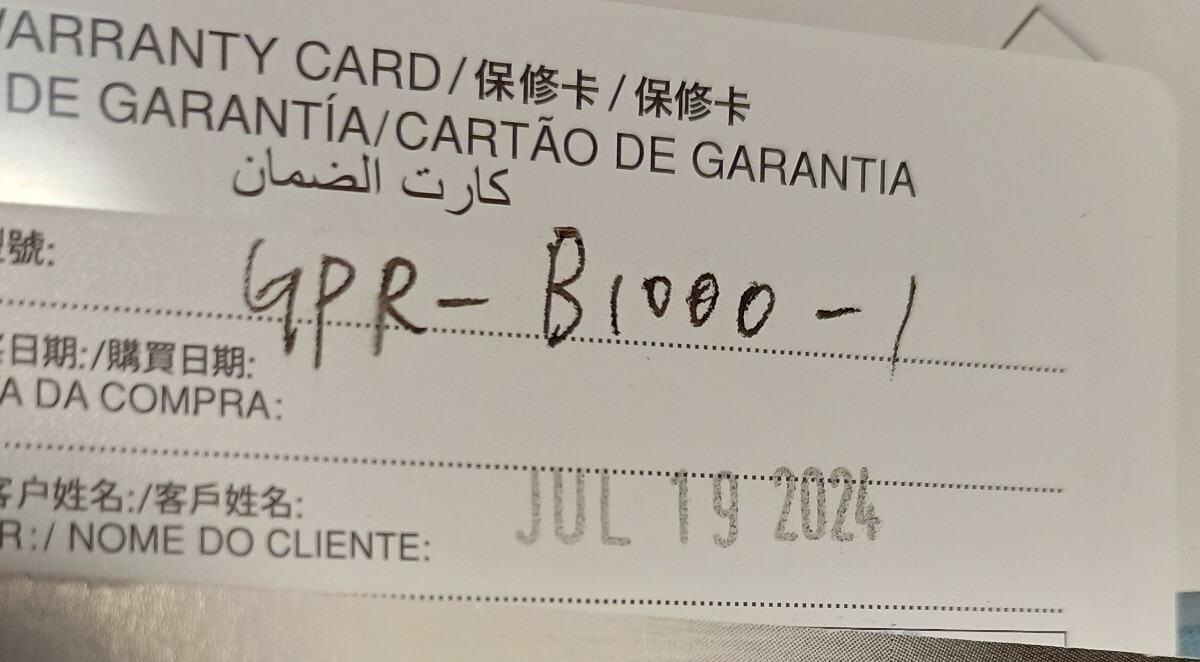 WARRANTY CARD/保修卡/保修卡
DE GARANTÍA/CARTÃO DE GARANTIA
كارت الضمان
號: GPR-B1000-1
日期:/購買日期:
A DA COMPRA:
客户姓名:/客戶姓名:
JUL 19 2024
R:/ NOME DO CLIENTE: